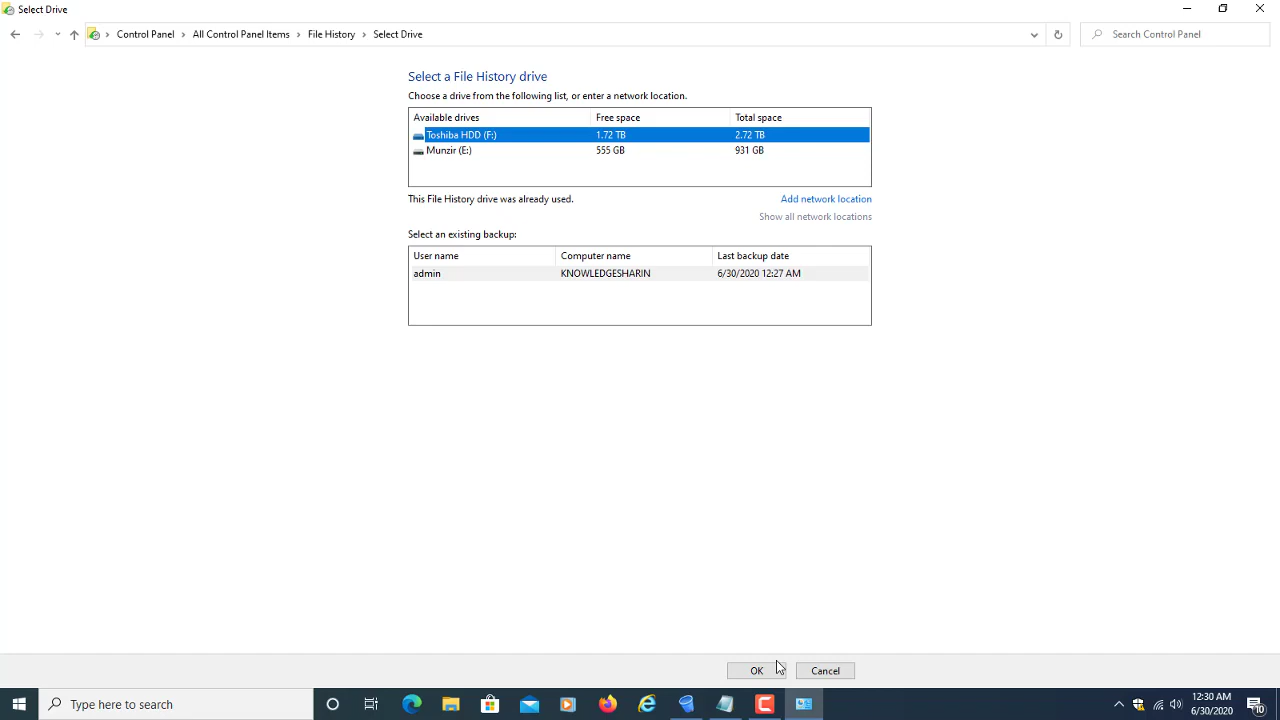 Select Drive
Control Panel > All Control Panel Items > File History > Select Drive
Search Control Panel
Select a File History drive
Choose a drive from the following list, or enter a network location.
Available drives Free space Total space
Toshiba HDD (F:) 1.72 TB 2.72 TB
Munzir (E:) 555 GB 931 GB
This File History drive was already used. Add network location
Show all network locations
Select an existing backup:
User name Computer name Last backup date
admin KNOWLEDGESHARIN 6/30/2020 12:27 AM
OK Cancel
Type here to search
12:30 AM
6/30/2020
10